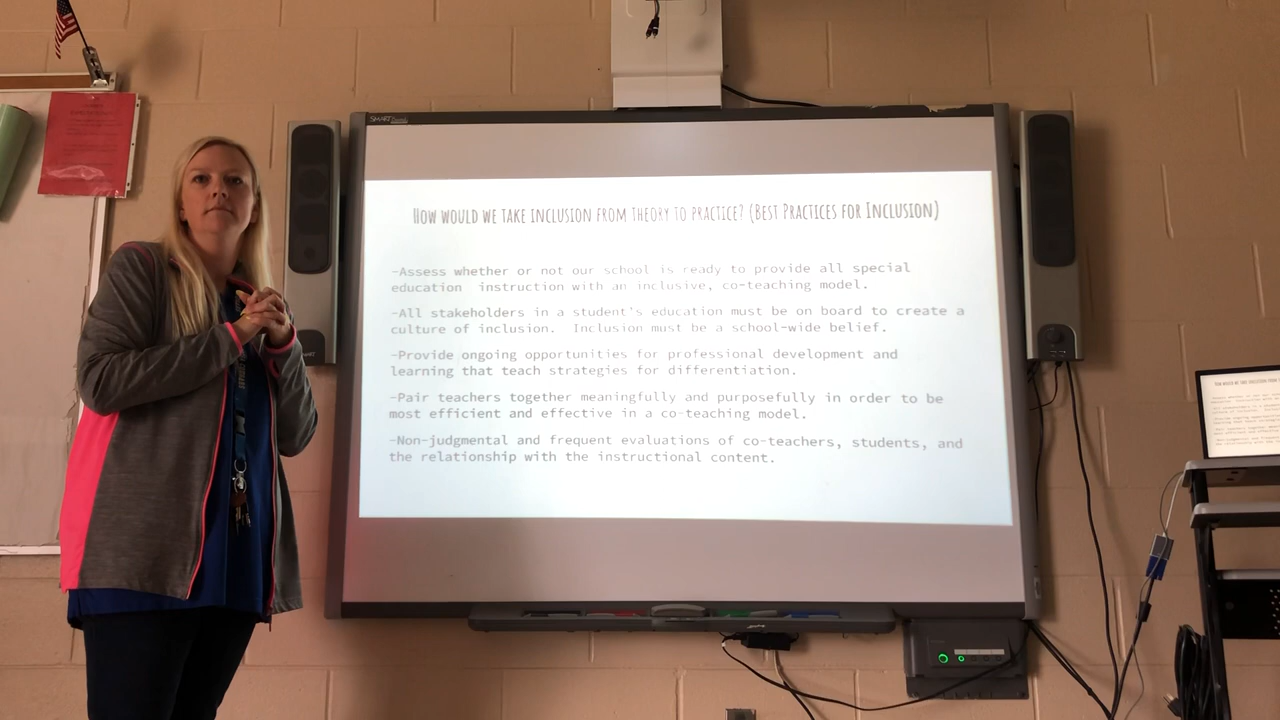 SMART
How would we take inclusion from theory to practice? (Best Practices for Inclusion)
-Assess whether or not our school is ready to provide all special
education instruction with an inclusive, co-teaching model.
-All stakeholders in a student's education must be on board to create a
culture of inclusion. Inclusion must be a school-wide belief.
-Provide ongoing opportunities for professional development and
learning that teach strategies for differentiation.
-Pair teachers together meaningfully and purposefully in order to be
most efficient and effective in a co-teaching model.
-Non-judgmental and frequent evaluations of co-teachers, students, and
the relationship with the instructional content.